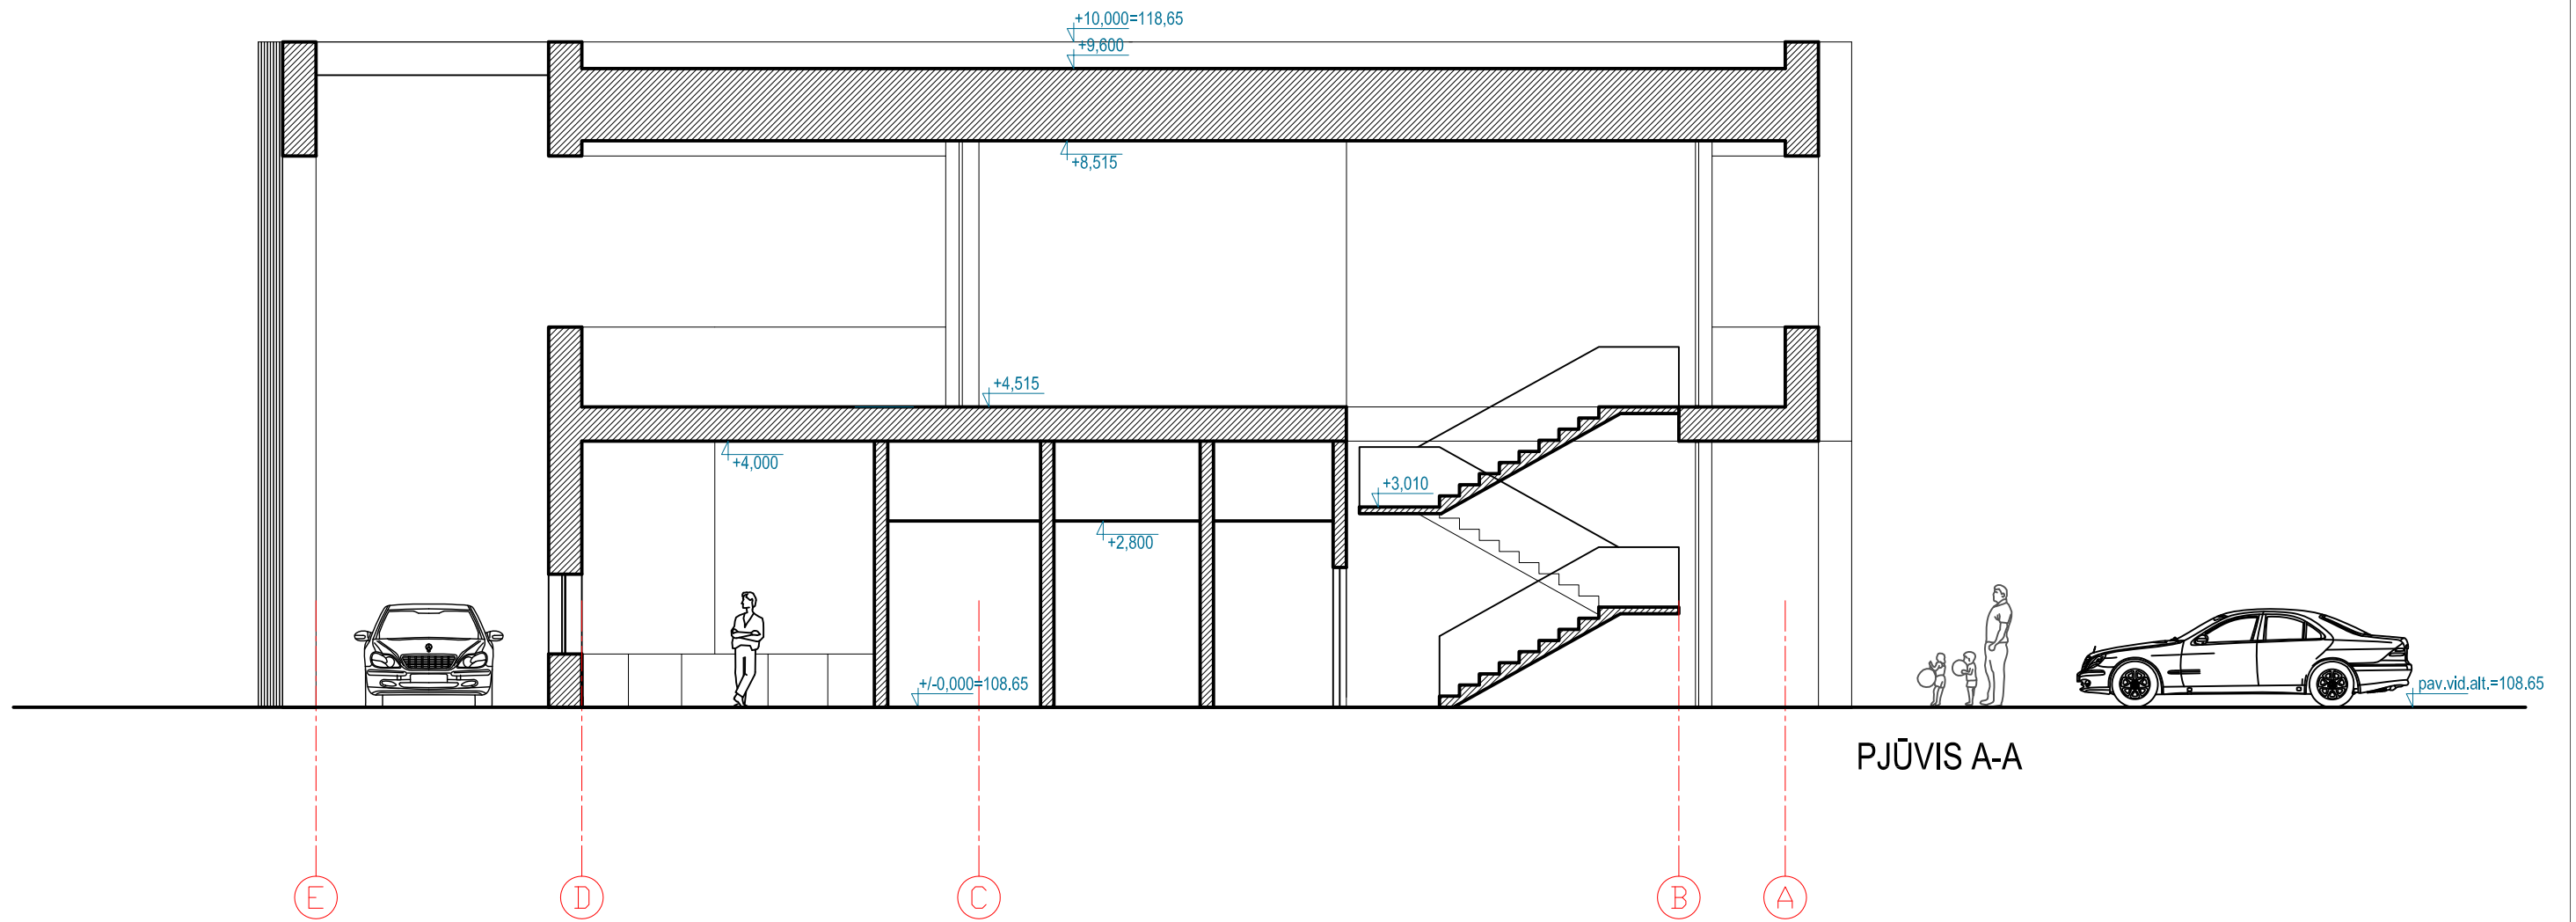 +10,000=118,65
+9,600
+8,515
+4,515
+4,000
+3,010
+2,800
+/-0,000=108,65
pav.vid.alt.=108.65
PJŪVIS A-A
E D C B A